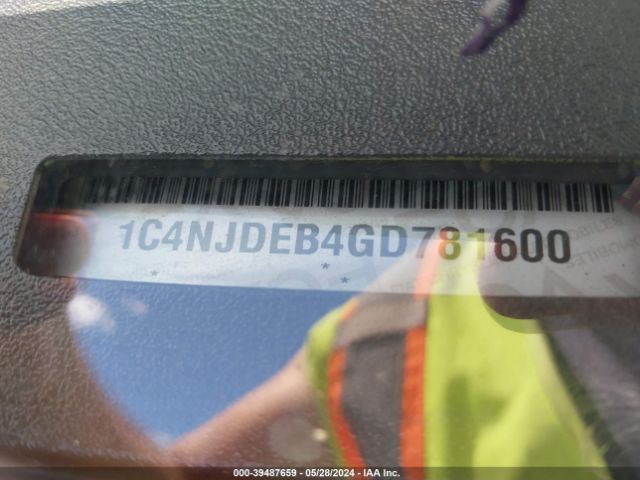 1C4NJDEB4GD781600
* * *
000-39487659 - 05/28/2024 - IAA Inc.